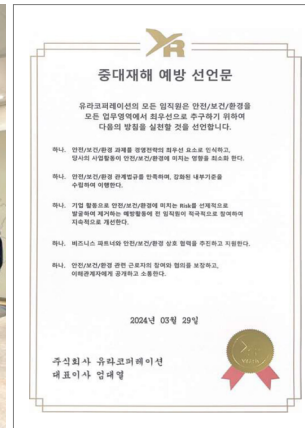 중대재해 예방 선언문
유라코퍼레이션의 모든 임직원은 안전/보건/환경을
모든 업무영역에서 최우선으로 추구하기 위하여
다음의 방침을 실천할 것을 선언합니다.
하나. 안전/보건/환경 과제를 경영전략의 최우선 요소로 인식하고,
당사의 사업활동이 안전/보건/환경에 미치는 영향을 최소화 한다.
하나. 안전/보건/환경 관계법규를 만족하며, 강화된 내부기준을
수립하여 이행한다.
하나. 기업 활동으로 안전/보건/환경에 미치는 Risk를 선제적으로
발굴하여 제거하는 예방활동에 전 임직원이 적극적으로 참여하여
지속적으로 개선한다.
하나. 비즈니스 파트너와 안전/보건/환경 상호 협력을 추진하고 지원한다.
하나. 안전/보건/환경 관련 근로자의 참여와 협의를 보장하고,
이해관계자에게 공개하고 소통한다.
2024년 03월 29일
주식회사 유라코퍼레이션
대표이사 엄대열